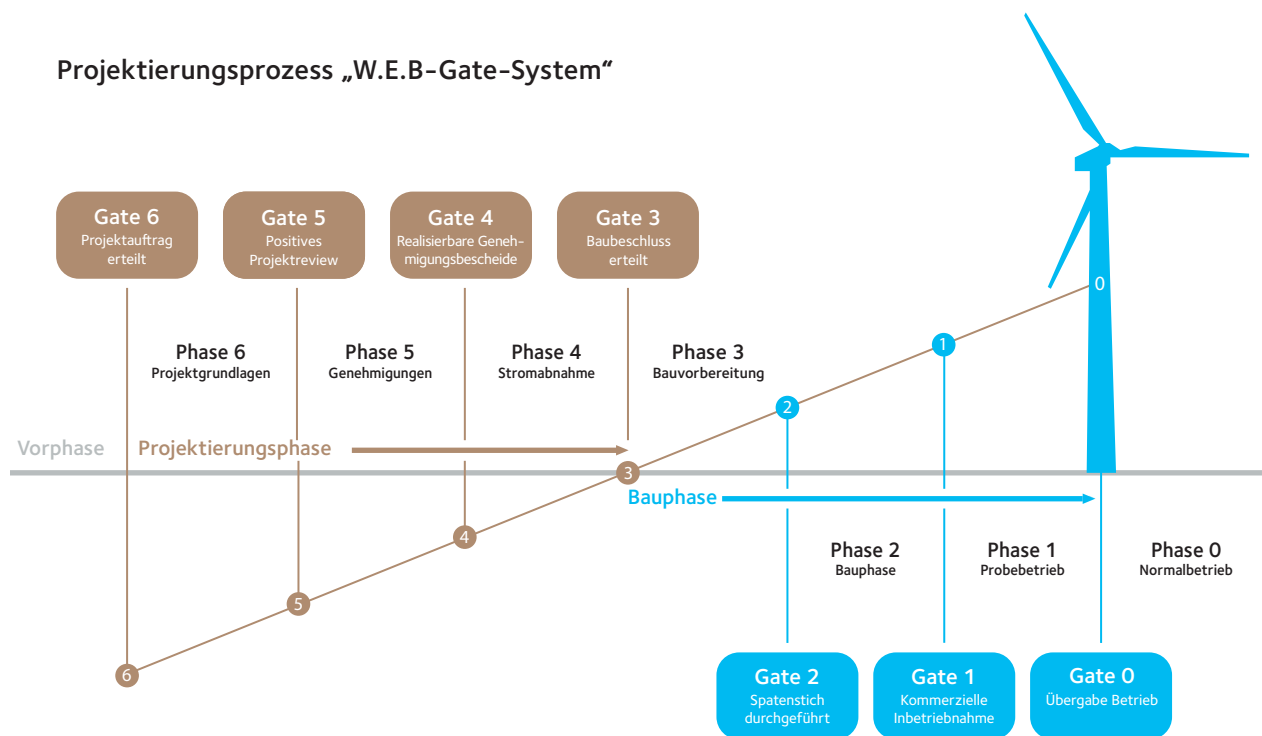 Projektierungsprozess „W.E.B-Gate-System“
Gate 6
Projektauftrag
erteilt
Gate 5
Positives
Projektreview
Gate 4
Realisierbare Geneh-
migungsbescheide
Gate 3
Baubeschluss
erteilt
0
1
2
Phase 6
Projektgrundlagen
Phase 5
Genehmigungen
Phase 4
Stromabnahme
Phase 3
Bauvorbereitung
Vorphase
Projektierungsphase
3
Bauphase
4
5
6
Phase 2
Bauphase
Phase 1
Probebetrieb
Phase 0
Normalbetrieb
Gate 2
Spatenstich
durchgeführt
Gate 1
Kommerzielle
Inbetriebnahme
Gate 0
Übergabe Betrieb